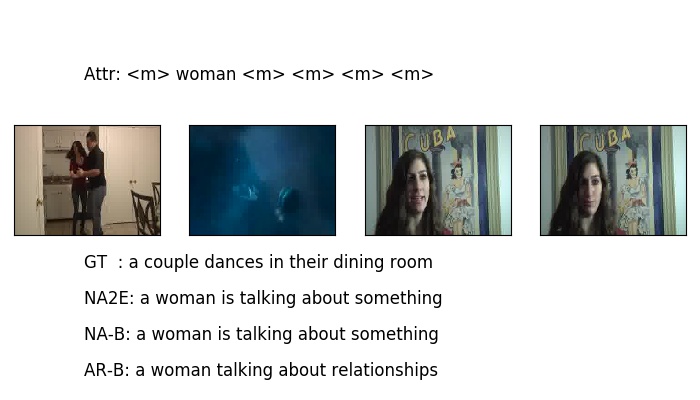 Attr: <m> woman <m> <m> <m> <m>
CUBA CUBA
GT  : a couple dances in their dining room
NA2E: a woman is talking about something
NA-B: a woman is talking about something
AR-B: a woman talking about relationships